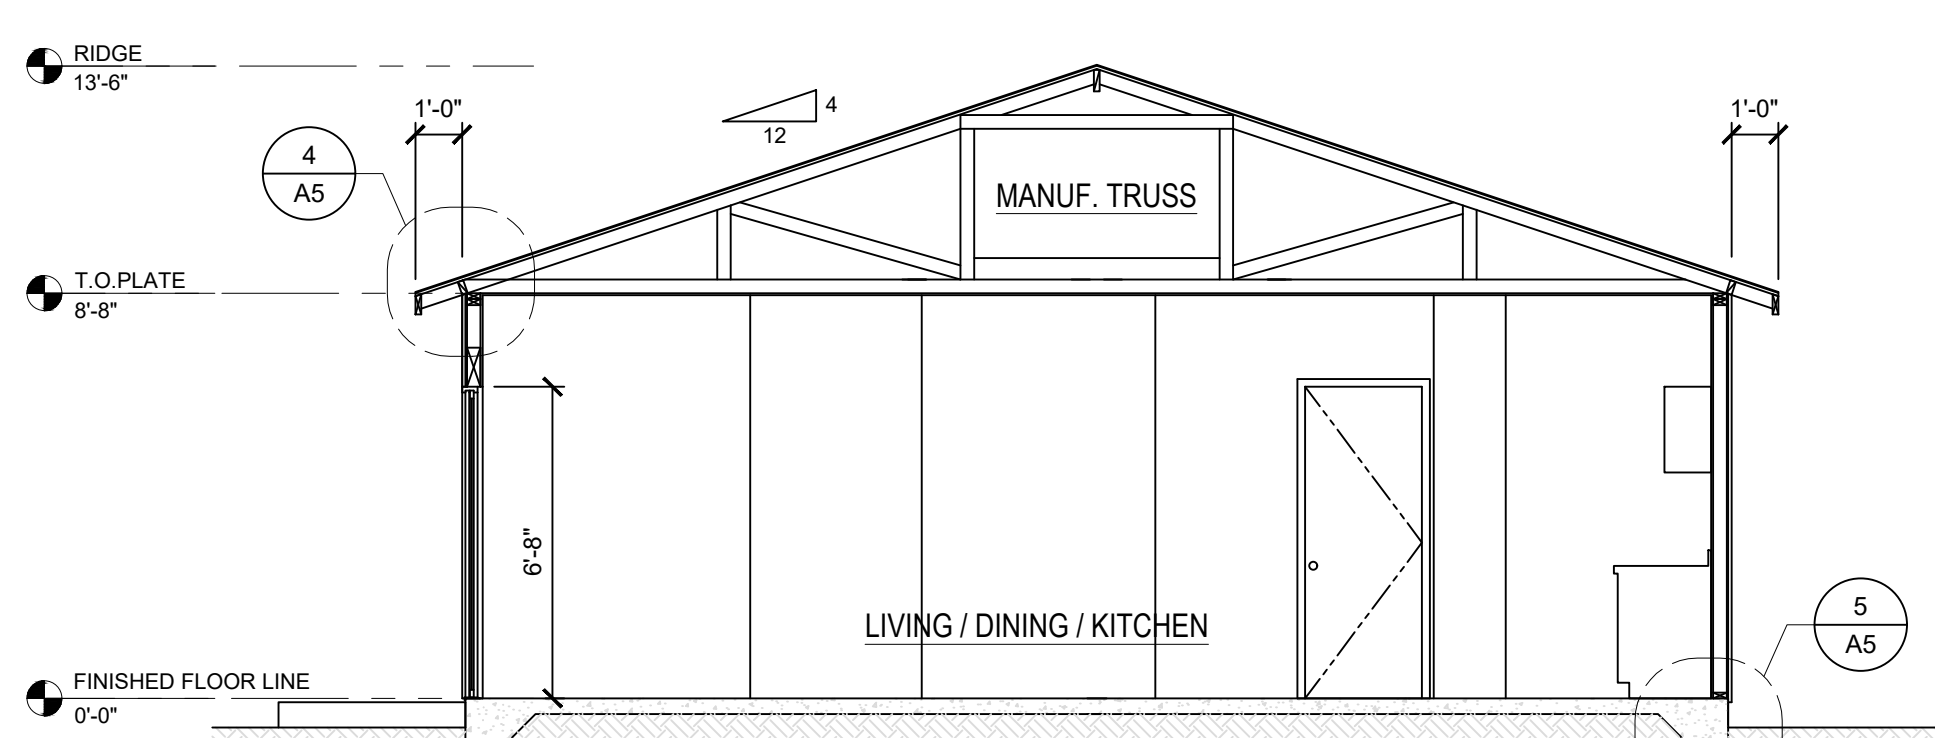 RIDGE
13'-6"
1'-0"
4
12
1'-0"
4
A5
MANUF. TRUSS
T.O.PLATE
8'-8"
6'-8"
LIVING / DINING / KITCHEN
5
A5
FINISHED FLOOR LINE
0'-0"